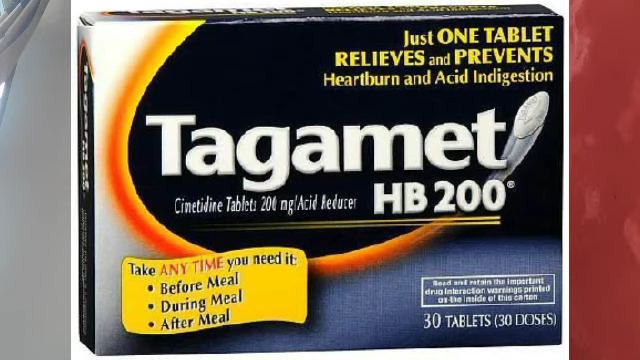 Just ONE TABLET
RELIEVES and PREVENTS
Heartburn and Acid Indigestion
Tagamet
HB 200®
Cimetidine Tablets 200 mg/Acid Reducer
Take ANY TIME you need it:
• Before Meal
• During Meal
• After Meal
Read and retain the important
drug interaction warnings printed
on the inside of this carton
30 TABLETS (30 DOSES)
Tagamet